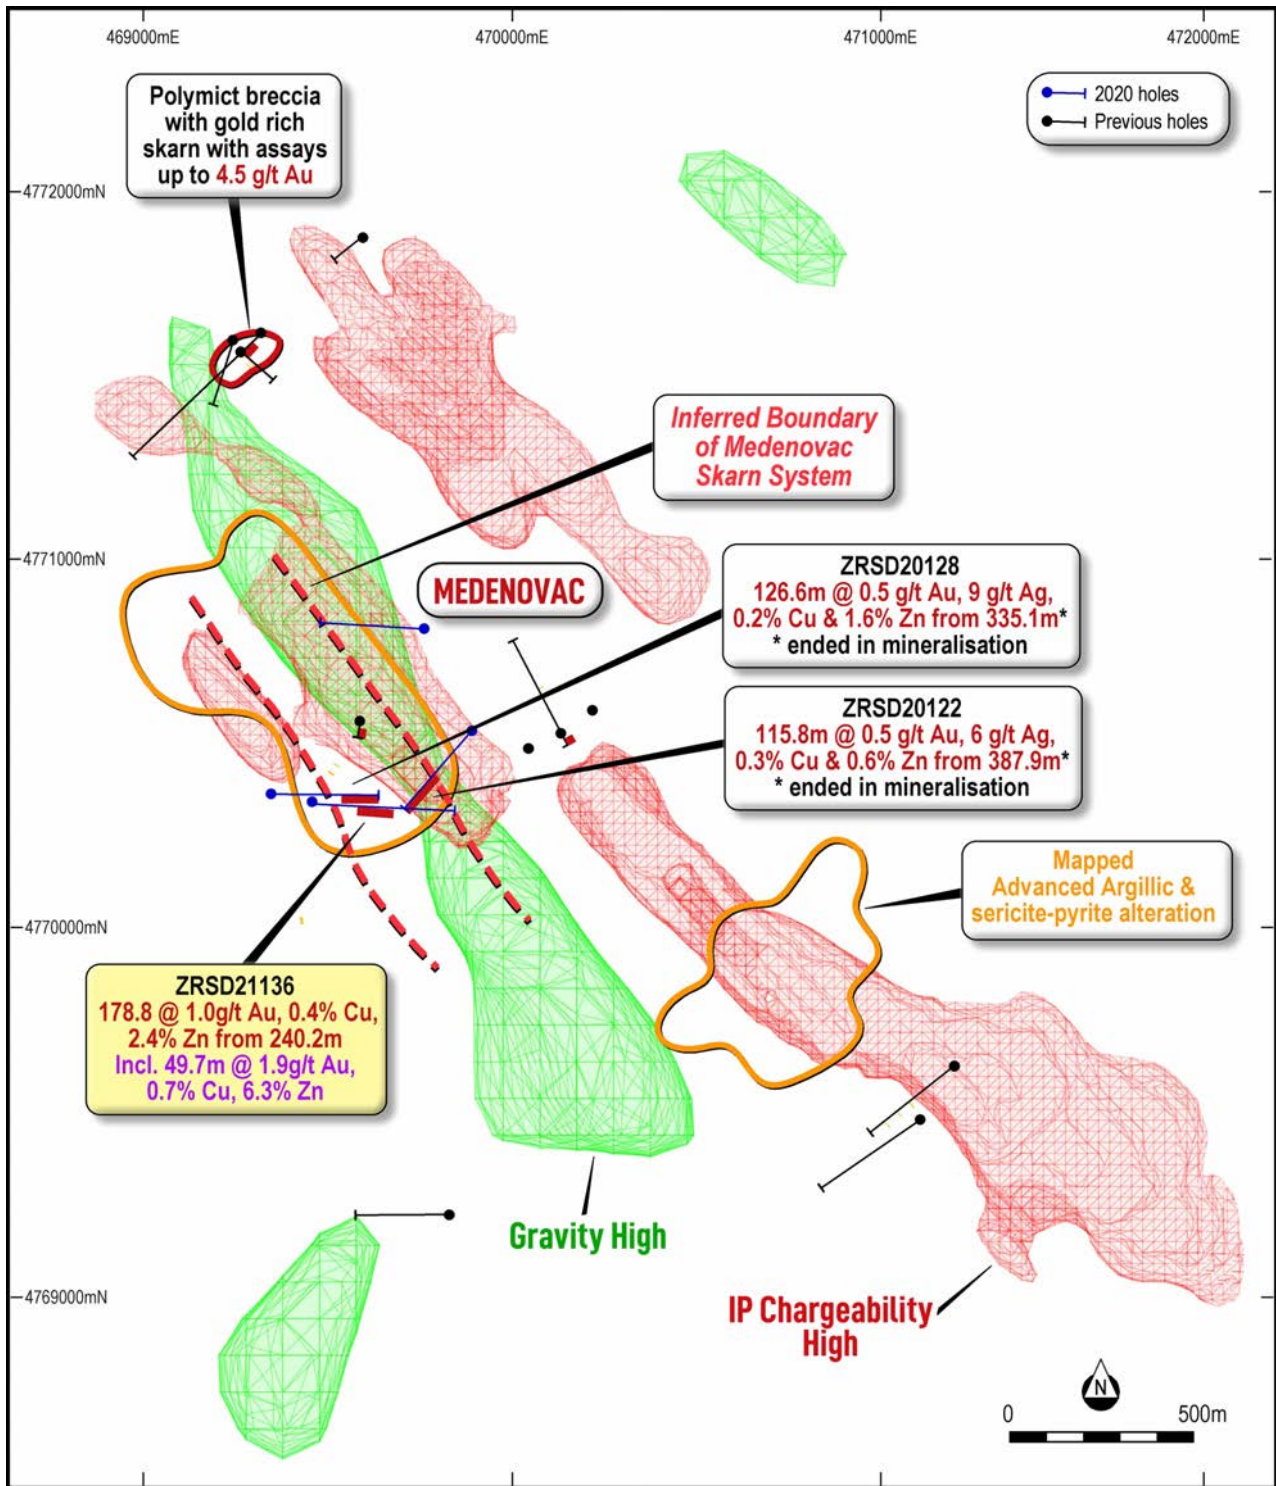 469000mE
470000mE
471000mE
472000mE
2020 holes
Previous holes
Polymict breccia
with gold rich
skarn with assays
up to 4.5 g/t Au
4772000mN
Inferred Boundary
of Medenovac
Skarn System
4771000mN
MEDENOVAC
ZRSD20128
126.6m @ 0.5 g/t Au, 9 g/t Ag,
0.2% Cu & 1.6% Zn from 335.1m*
* ended in mineralisation
ZRSD20122
115.8m @ 0.5 g/t Au, 6 g/t Ag,
0.3% Cu & 0.6% Zn from 387.9m*
* ended in mineralisation
Mapped
Advanced Argillic &
sericite-pyrite alteration
4770000mN
ZRSD21136
178.8 @ 1.0g/t Au, 0.4% Cu,
2.4% Zn from 240.2m
Incl. 49.7m @ 1.9g/t Au,
0.7% Cu, 6.3% Zn
Gravity High
4769000mN
IP Chargeability
High
N
0 500m